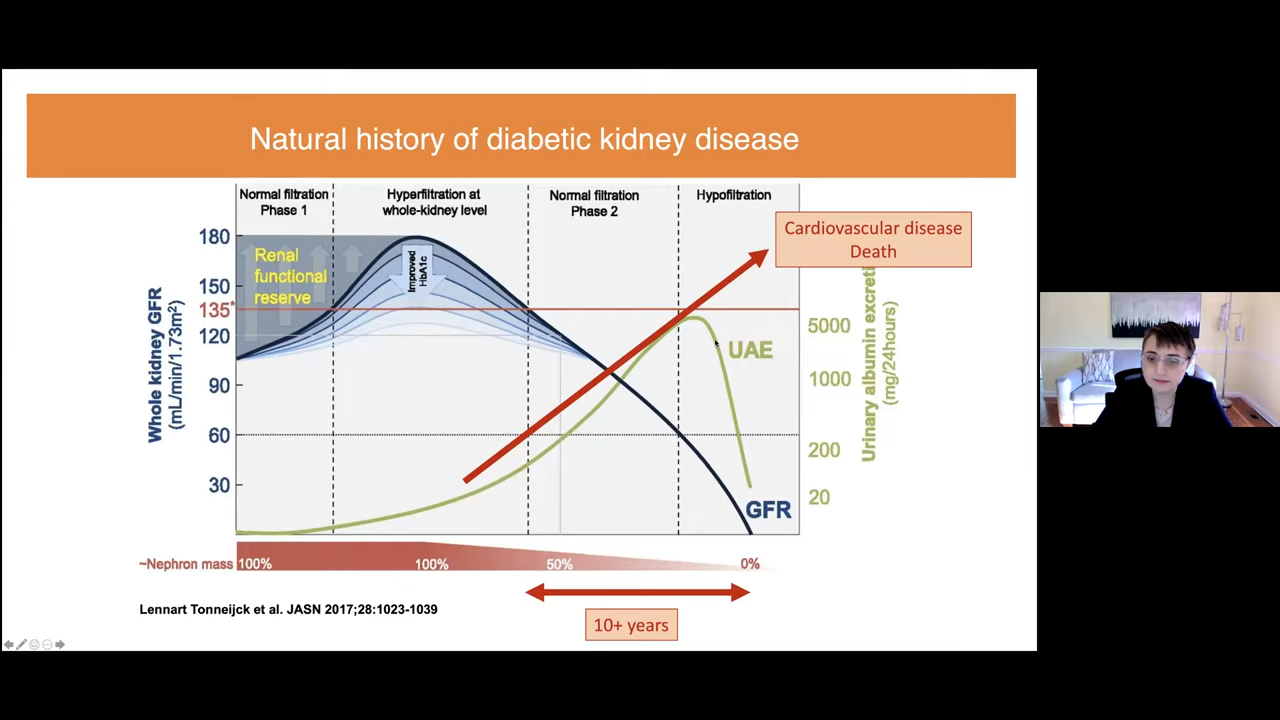 Natural history of diabetic kidney disease
Normal filtration
Phase 1
Hyperfiltration at
whole-kidney level
Normal filtration
Phase 2
Hypofiltration
Cardiovascular disease
Death
Renal
functional
reserve
Improved
HbA1c
Whole kidney GFR
(mL/min/1.73m²)
180
150
135*
120
90
60
30
UAE
GFR
5000
1000
200
20
Urinary albumin excreti
(mg/24hours)
~Nephron mass 100% 100% 50% 0%
10+ years
Lennart Tonneijck et al. JASN 2017;28:1023-1039